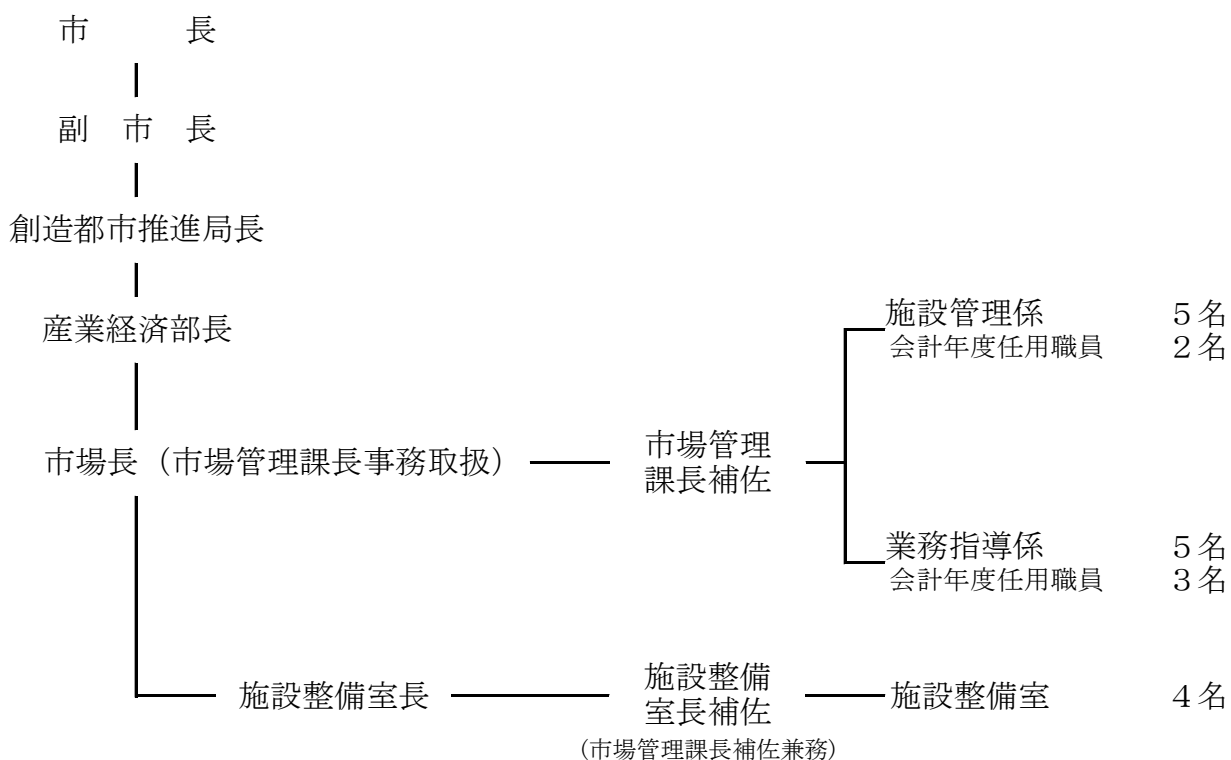 市　　　長
副　市　長
創造都市推進局長
産業経済部長
市場長（市場管理課長事務取扱）
市場管理
課長補佐
施設管理係　５名
会計年度任用職員　２名
業務指導係　５名
会計年度任用職員　３名
施設整備室長
施設整備
室長補佐
(市場管理課長補佐兼務)
施設整備室　４名